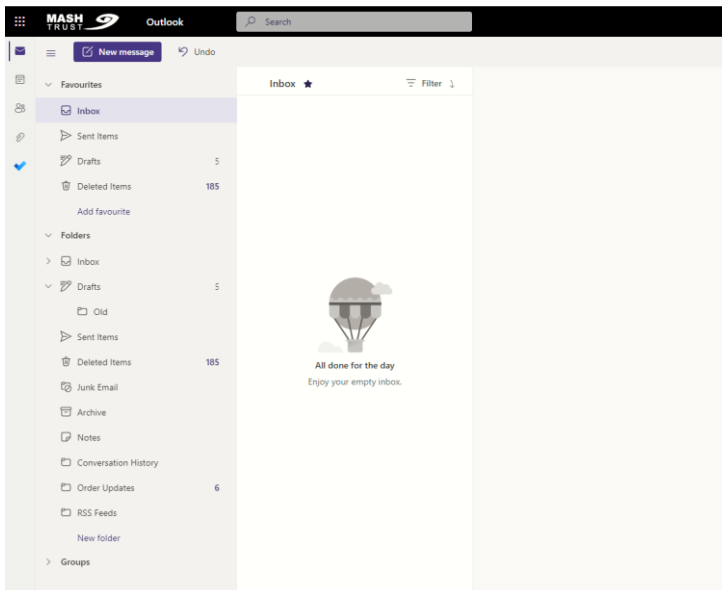 MASH
TRUST
Outlook
Search
New message
Undo
Favourites
Inbox
Sent Items
Drafts 5
Deleted Items 185
Add favourite
Folders
Inbox
Drafts 5
Old
Sent Items
Deleted Items 185
Junk Email
Archive
Notes
Conversation History
Order Updates 6
RSS Feeds
New folder
Groups
Inbox
Filter
All done for the day
Enjoy your empty inbox.